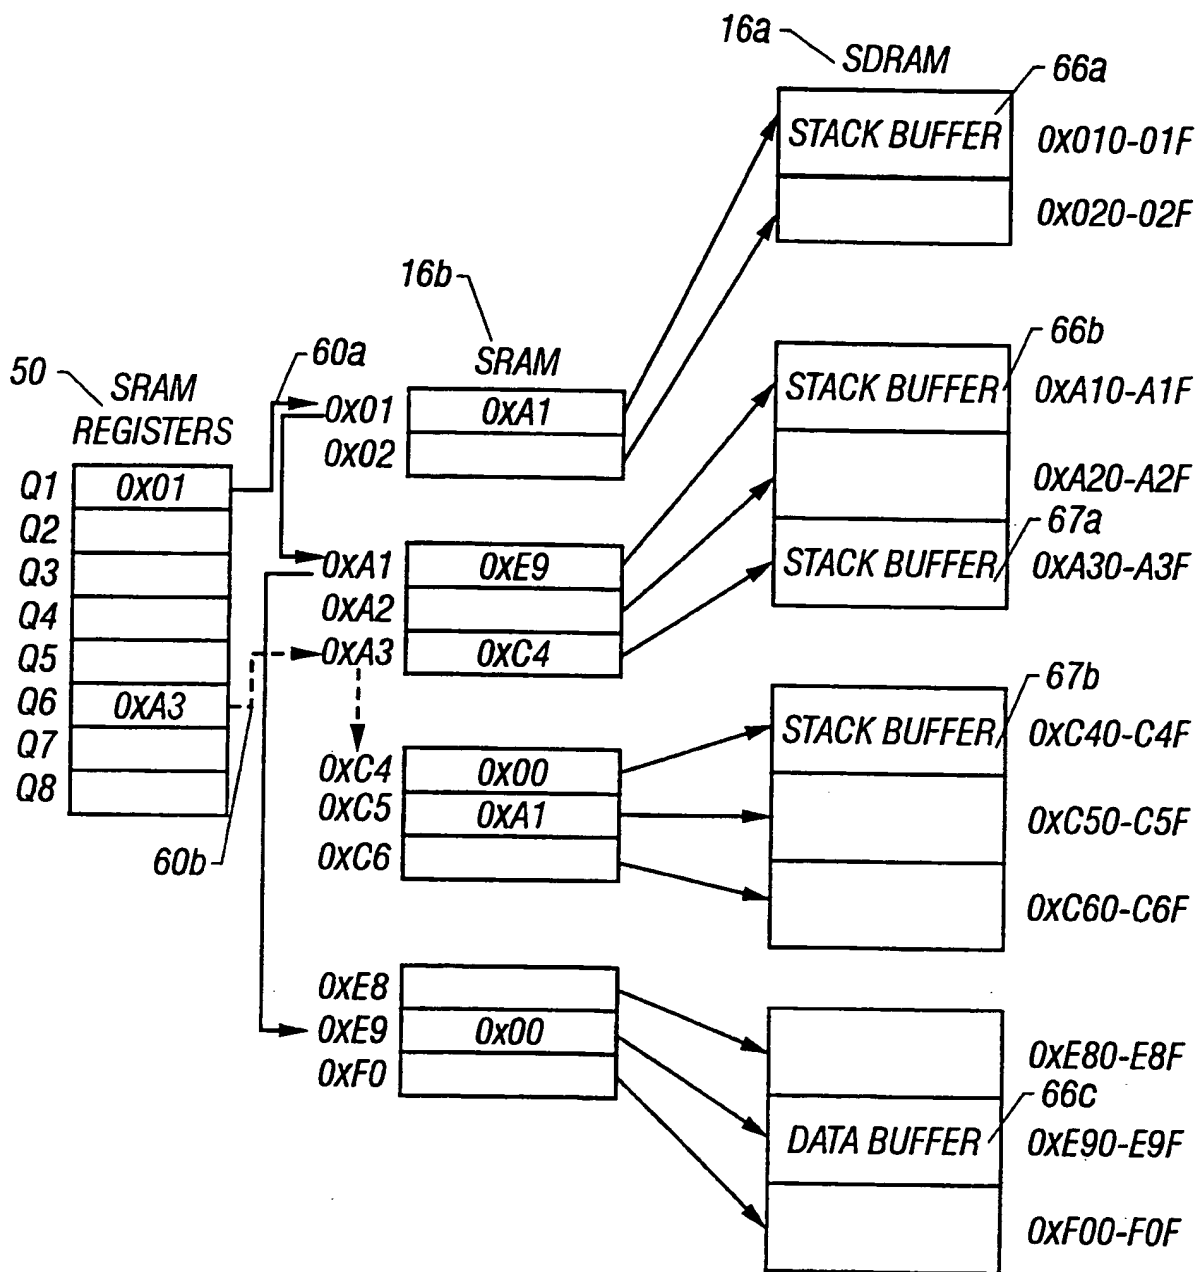 16a
SDRAM
66a
STACK BUFFER
0X010-01F
0X020-02F
16b
60a
SRAM
66b
50
SRAM
REGISTERS
0X01
0XA1
0X02
STACK BUFFER
0XA10-A1F
0XA20-A2F
67a
Q1
0X01
Q2
Q3
Q4
Q5
Q6
0XA3
Q7
Q8
0XA1
0XE9
0XA2
0XA3
0XC4
STACK BUFFER
0XA30-A3F
67b
STACK BUFFER
0XC40-C4F
0XC4
0X00
0XC5
0XA1
0XC6
0XC50-C5F
0XC60-C6F
60b
0XE8
0XE9
0X00
0XF0
0XE80-E8F
66c
DATA BUFFER
0XE90-E9F
0XF00-F0F